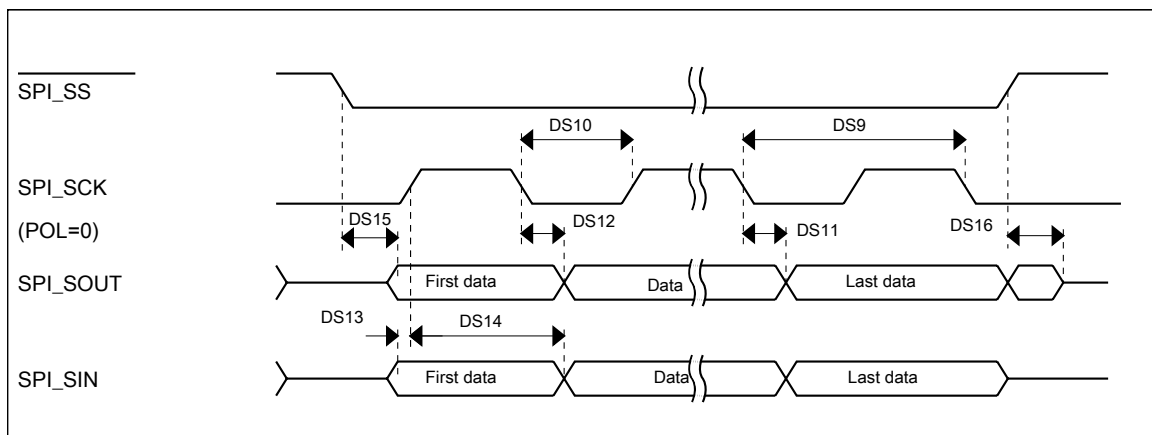 SPI_SS
DS10
DS9
SPI_SCK
(POL=0)
DS15
DS12
DS11
DS16
SPI_SOUT
First data
Data
Last data
DS13
DS14
SPI_SIN
First data
Data
Last data